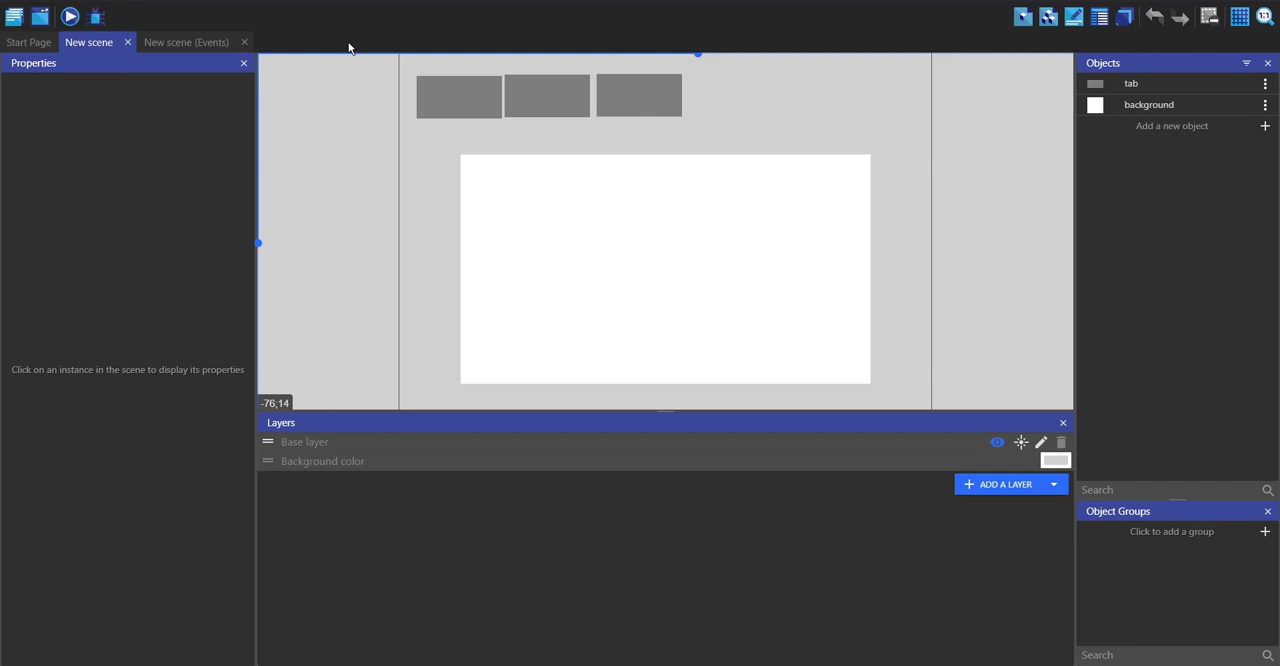 1:1
Start Page
New scene
New scene (Events)
Properties
Objects
tab
background
Add a new object
Click on an instance in the scene to display its properties
-76;14
Layers
Base layer
Background color
ADD A LAYER
Search
Object Groups
Click to add a group
Search